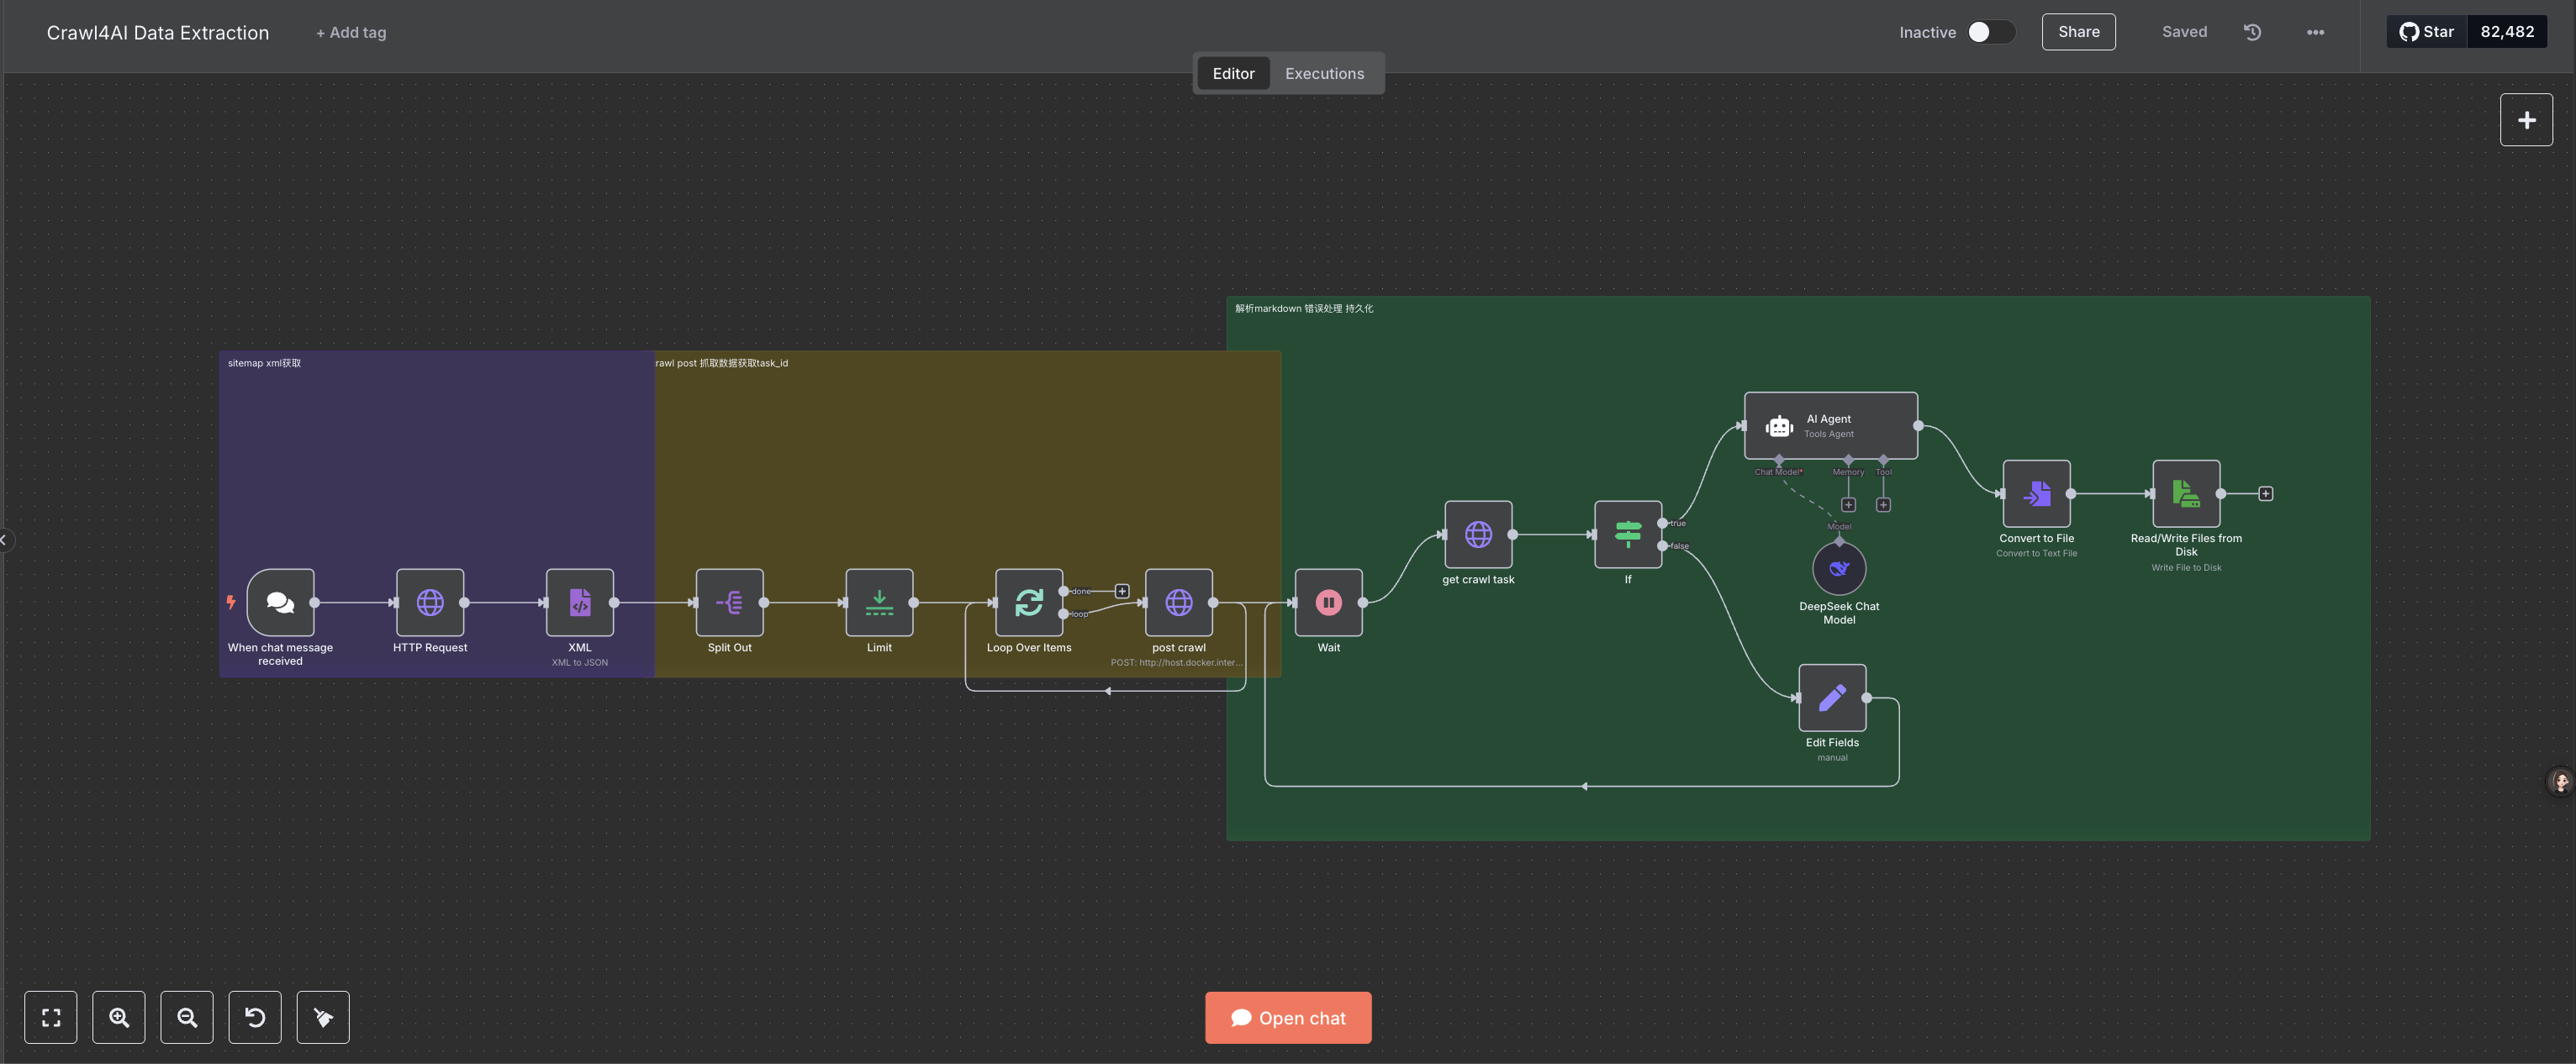 Crawl4AI Data Extraction
+ Add tag
Inactive
Share
Saved
Star
82,482
Editor
Executions
解析markdown 错误处理 持久化
sitemap xml获取
rawl post 抓取数据获取task_id
When chat message
received
HTTP Request
XML
XML to JSON
Split Out
Limit
Loop Over Items
done
loop
post crawl
POST: http://host.docker.inter...
Wait
get crawl task
If
true
false
AI Agent
Tools Agent
Chat Model*
Memory
Tool
Model
DeepSeek Chat
Model
Edit Fields
manual
Convert to File
Convert to Text File
Read/Write Files from
Disk
Write File to Disk
Open chat